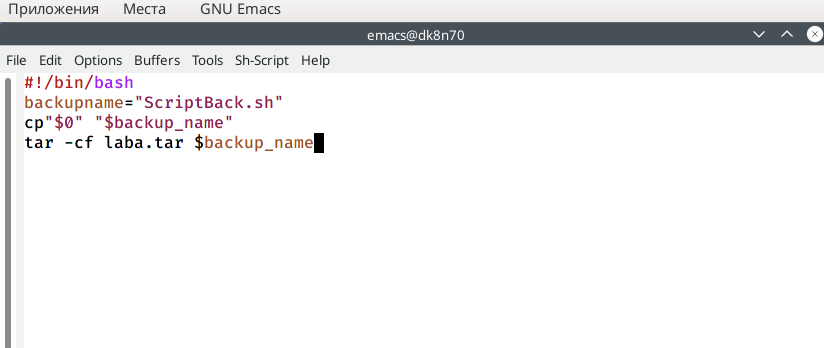 Приложения Места GNU Emacs
emacs@dk8n70
File Edit Options Buffers Tools Sh-Script Help
#!/bin/bash
backupname="ScriptBack.sh"
cp"$0" "$backup_name"
tar -cf laba.tar $backup_name